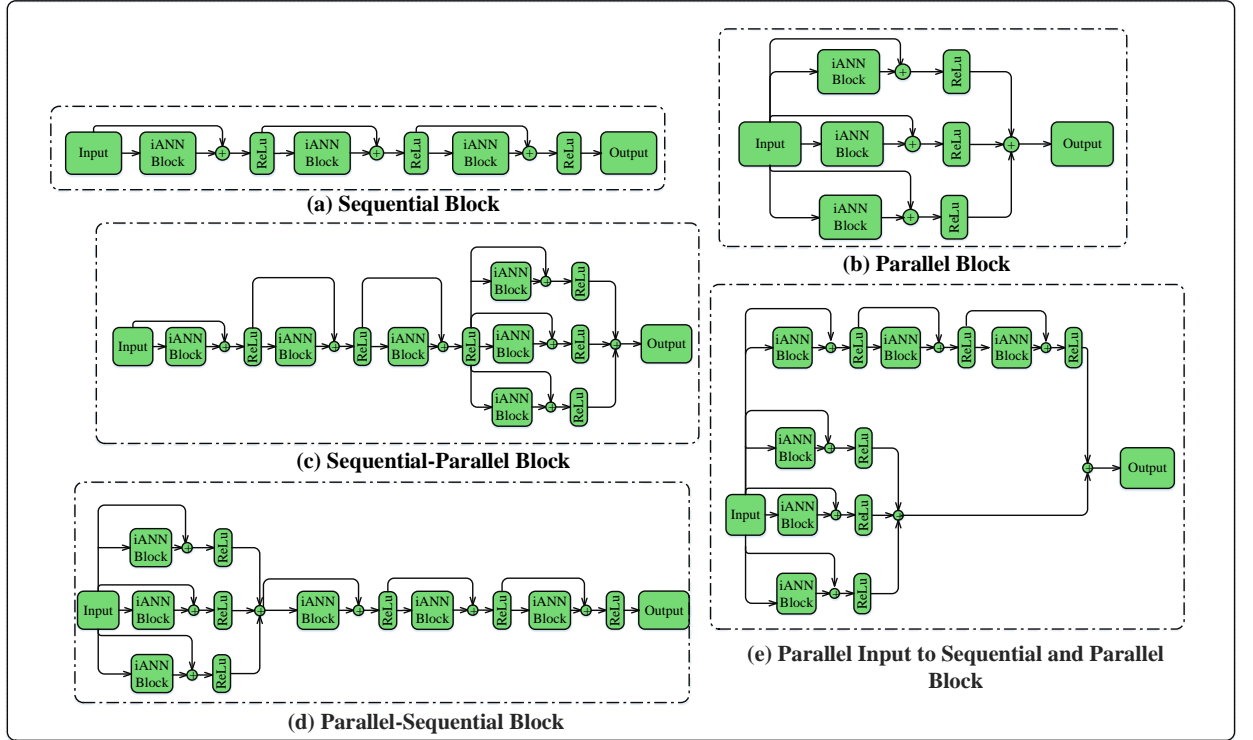 Input
iANN
Block
+
ReLu
iANN
Block
+
ReLu
iANN
Block
+
ReLu
Output
(a) Sequential Block
iANN
Block
+
ReLu
Input
iANN
Block
+
ReLu
+
Output
iANN
Block
+
ReLu
(b) Parallel Block
Input
iANN
Block
+
ReLu
iANN
Block
+
ReLu
iANN
Block
+
ReLu
iANN
Block
+
ReLu
iANN
Block
+
ReLu
iANN
Block
+
ReLu
+
Output
(c) Sequential-Parallel Block
iANN
Block
+
ReLu
Input
iANN
Block
+
ReLu
iANN
Block
+
ReLu
+
iANN
Block
+
ReLu
iANN
Block
+
ReLu
iANN
Block
+
ReLu
Output
(d) Parallel-Sequential Block
iANN
Block
+
ReLu
iANN
Block
+
ReLu
iANN
Block
+
ReLu
iANN
Block
+
ReLu
Input
iANN
Block
+
ReLu
+
iANN
Block
+
ReLu
+
Output
(e) Parallel Input to Sequential and Parallel
Block